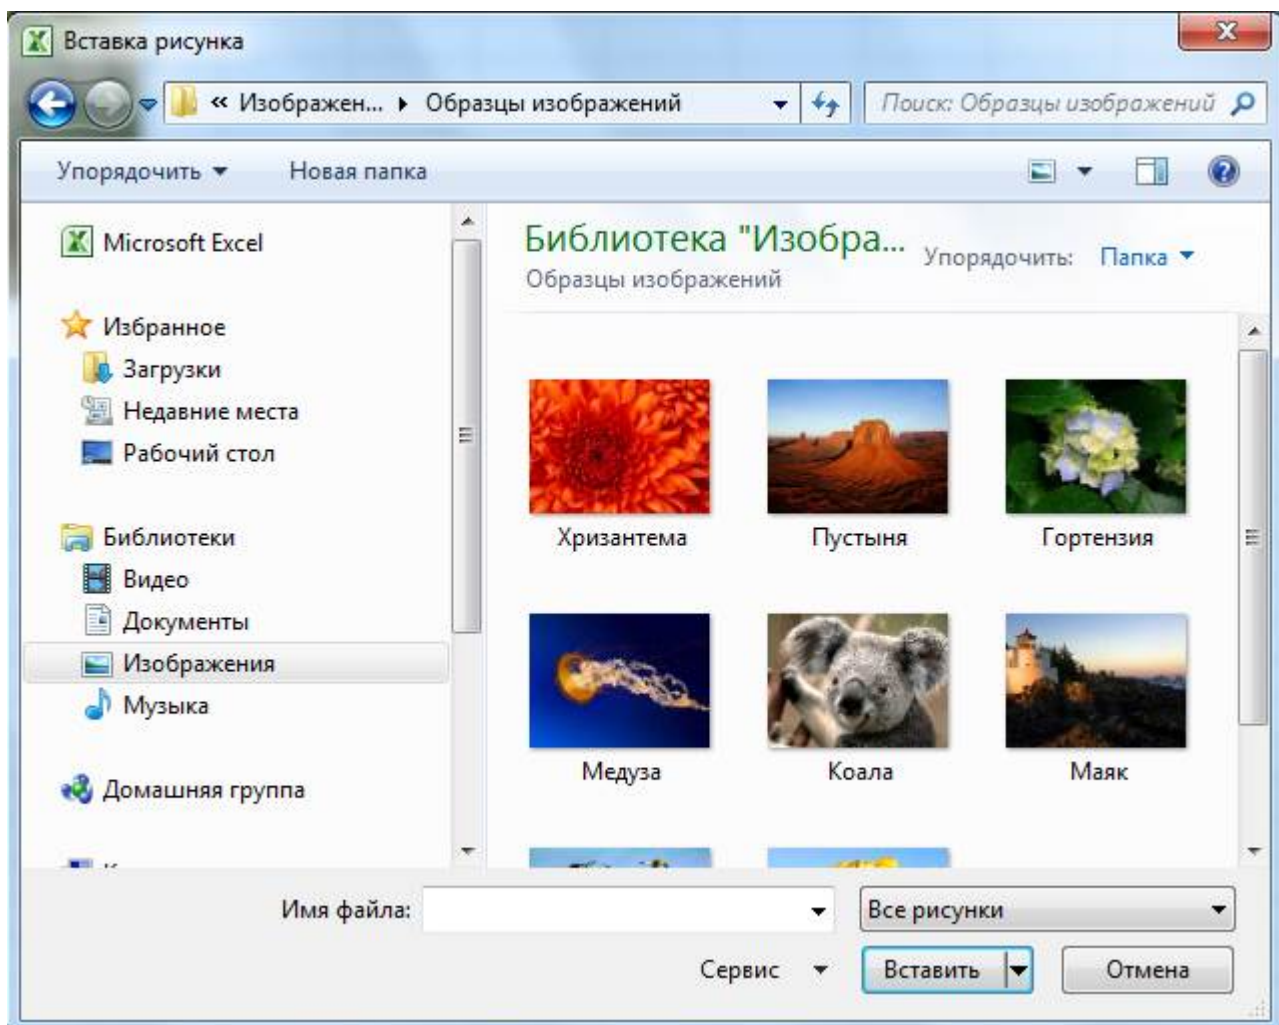 Вставка рисунка
« Изображен... Образцы изображений
Поиск: Образцы изображений
Упорядочить Новая папка
Microsoft Excel
Избранное
Загрузки
Недавние места
Рабочий стол
Библиотеки
Видео
Документы
Изображения
Музыка
Домашняя группа
Библиотека "Изобра...
Образцы изображений
Упорядочить: Папка
Хризантема Пустыня Гортензия
Медуза Коала Маяк
Имя файла: Все рисунки
Сервис Вставить Отмена